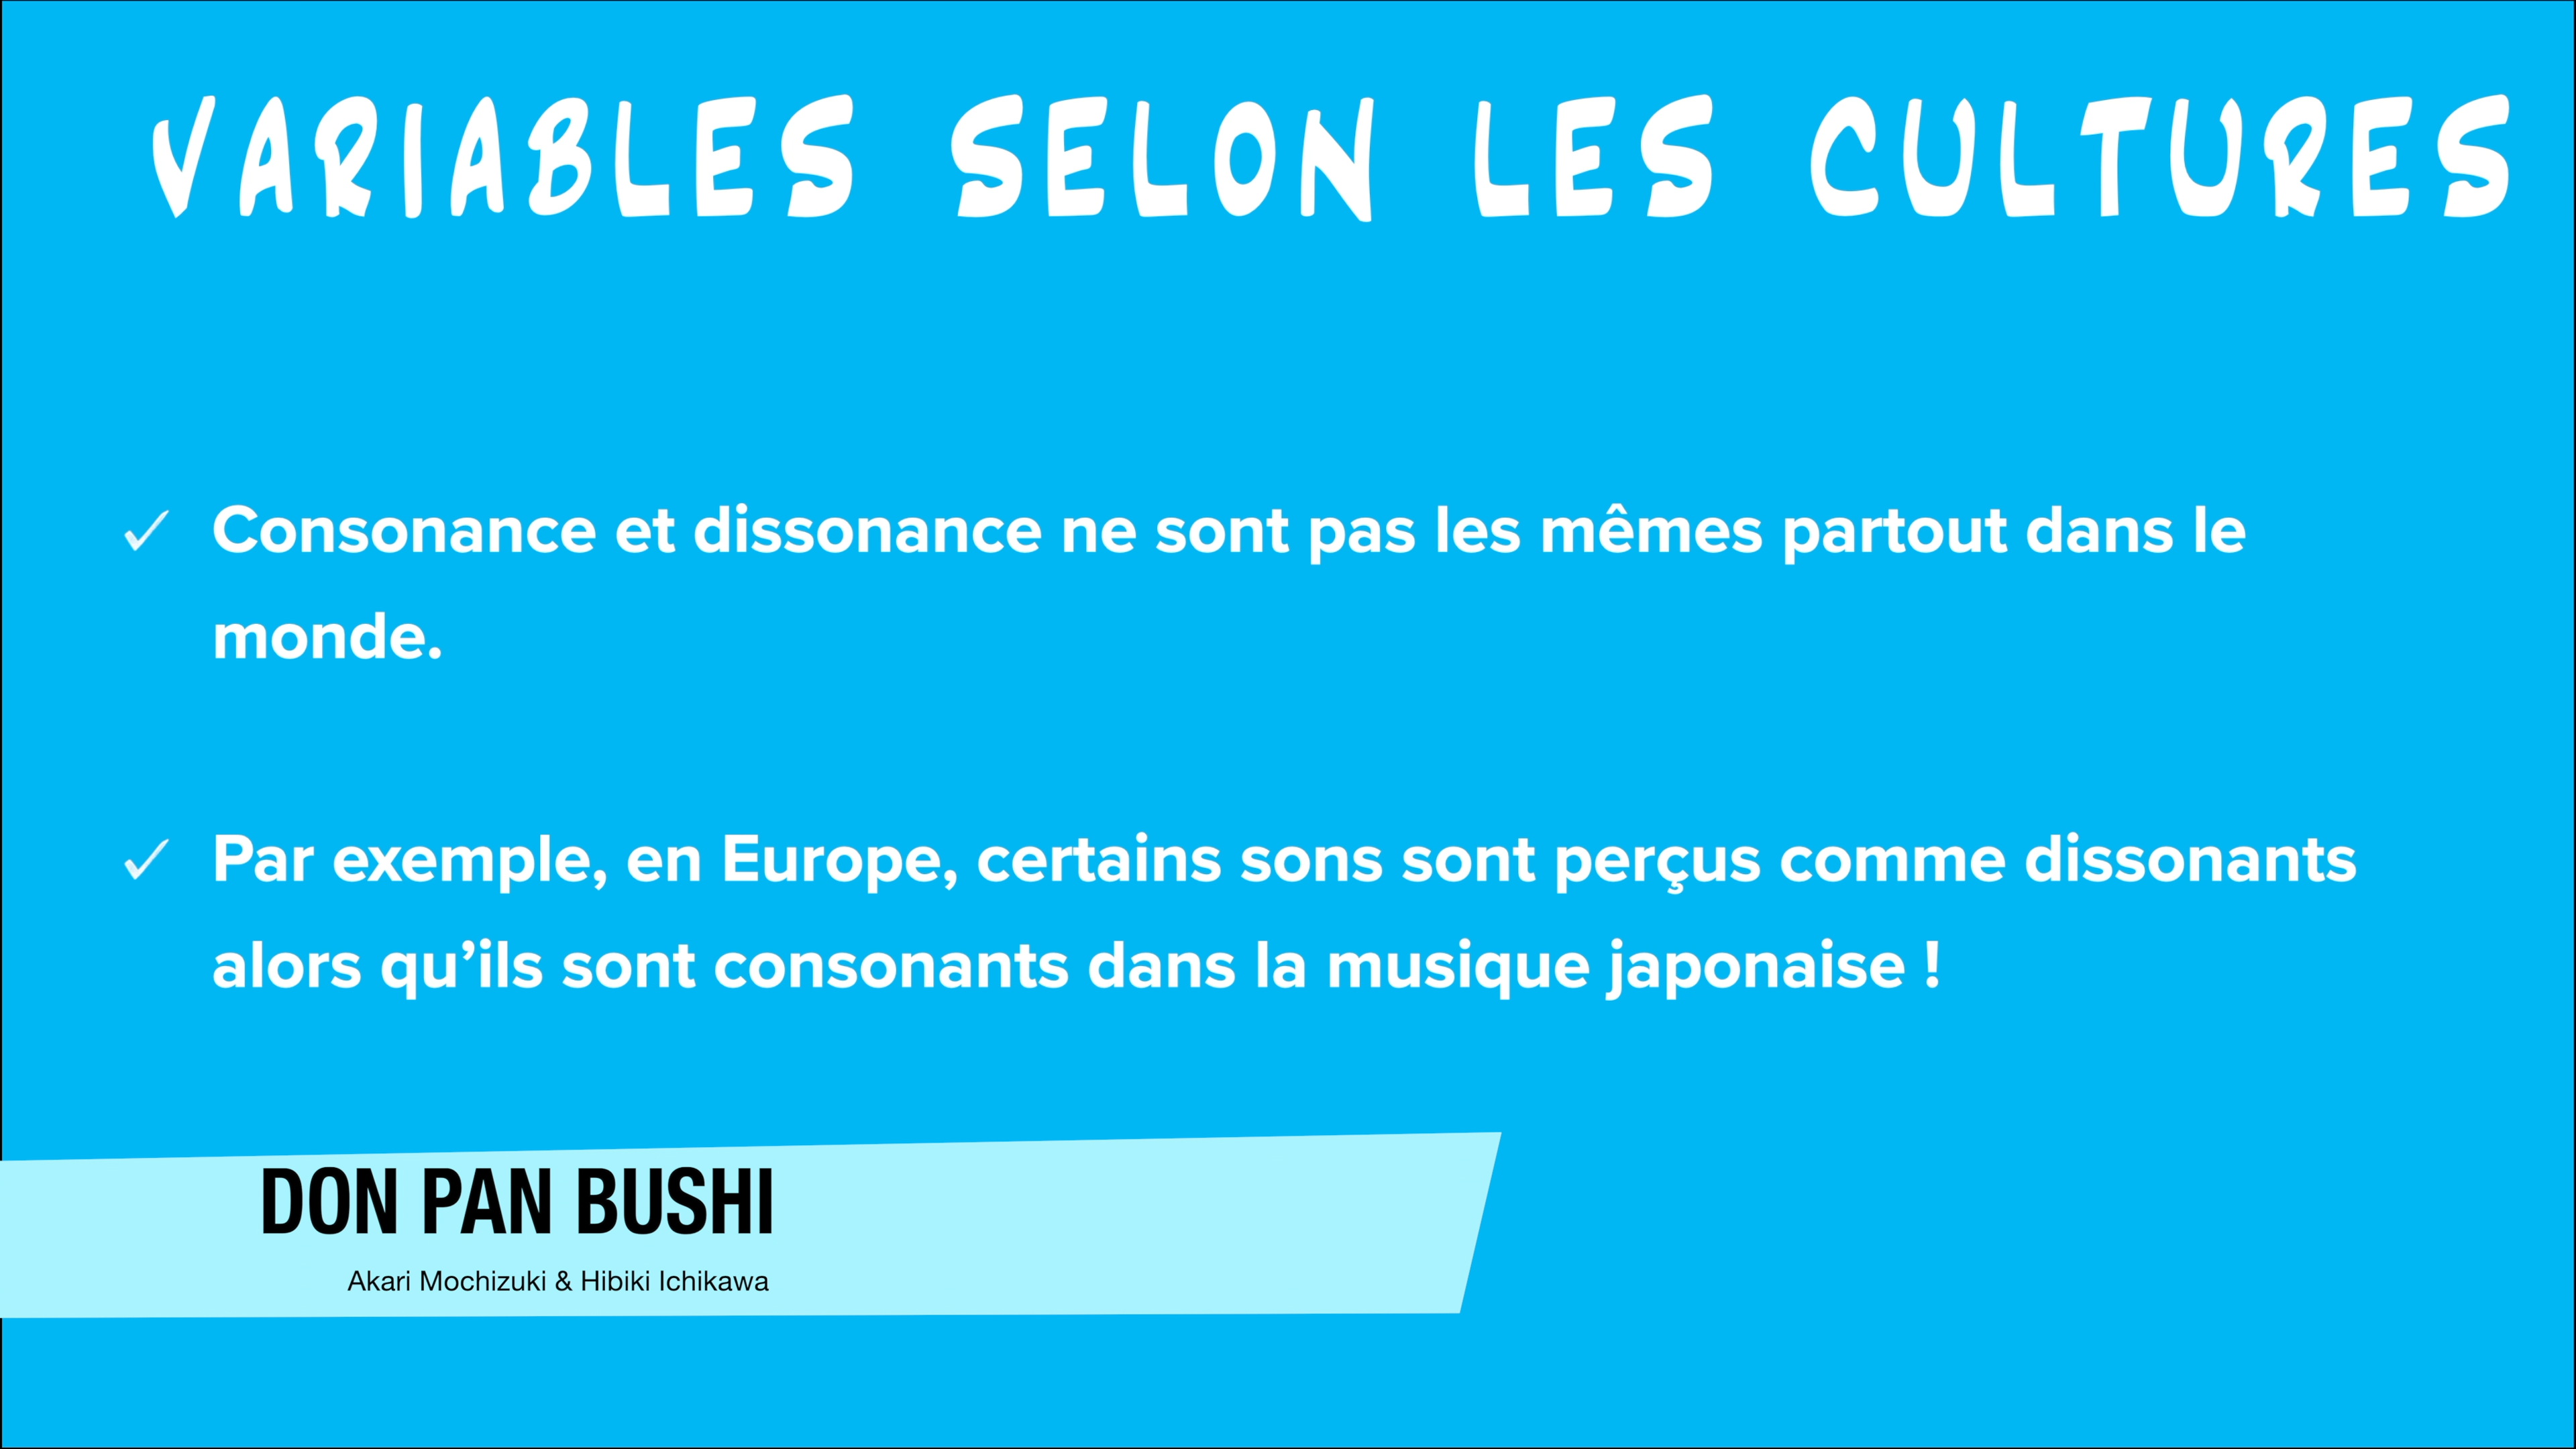 VARIABLES SELON LES CULTURES
Consonance et dissonance ne sont pas les mêmes partout dans le
monde.
Par exemple, en Europe, certains sons sont perçus comme dissonants
alors qu’ils sont consonants dans la musique japonaise !
DON PAN BUSHI
Akari Mochizuki & Hibiki Ichikawa